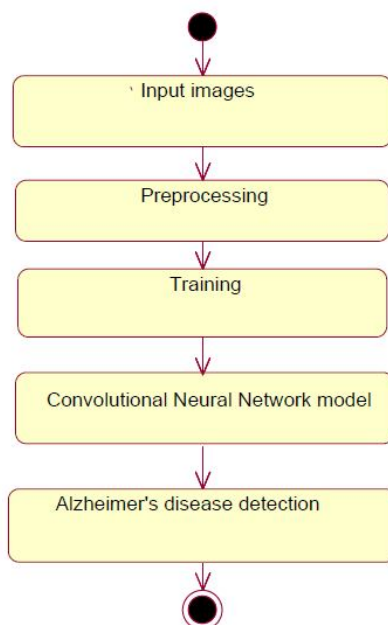 Input images
Preprocessing
Training
Convolutional Neural Network model
Alzheimer's disease detection